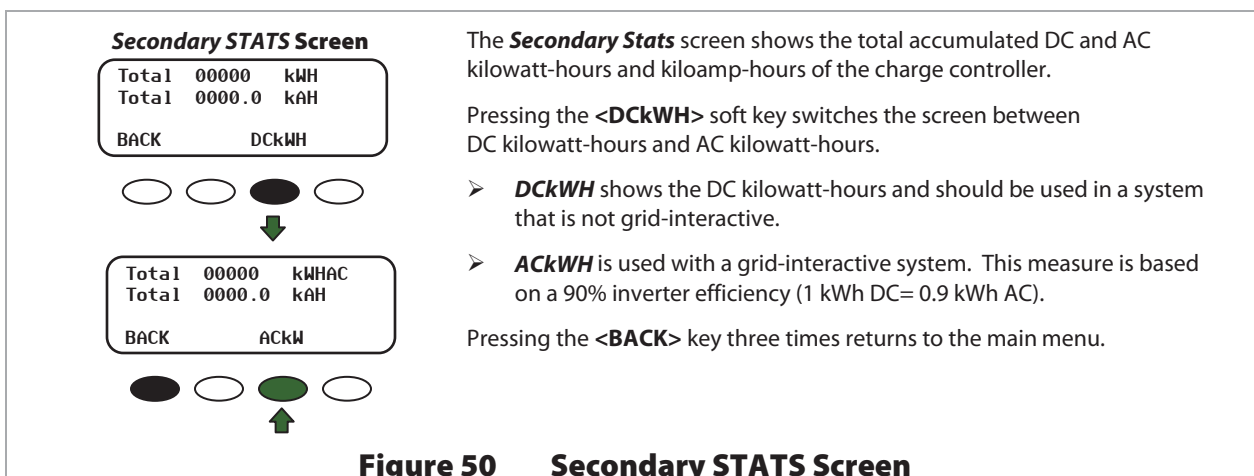 Secondary STATS Screen
Total 00000 kWH
Total 0000.0 kAH
BACK DCkWH
Total 00000 kWHAC
Total 0000.0 kAH
BACK ACkW
The Secondary Stats screen shows the total accumulated DC and AC
kilowatt-hours and kiloamp-hours of the charge controller.
Pressing the <DCkWH> soft key switches the screen between
DC kilowatt-hours and AC kilowatt-hours.
➢ DCkWH shows the DC kilowatt-hours and should be used in a system
that is not grid-interactive.
➢ ACkWH is used with a grid-interactive system. This measure is based
on a 90% inverter efficiency (1 kWh DC= 0.9 kWh AC).
Pressing the <BACK> key three times returns to the main menu.
Figure 50 Secondary STATS Screen